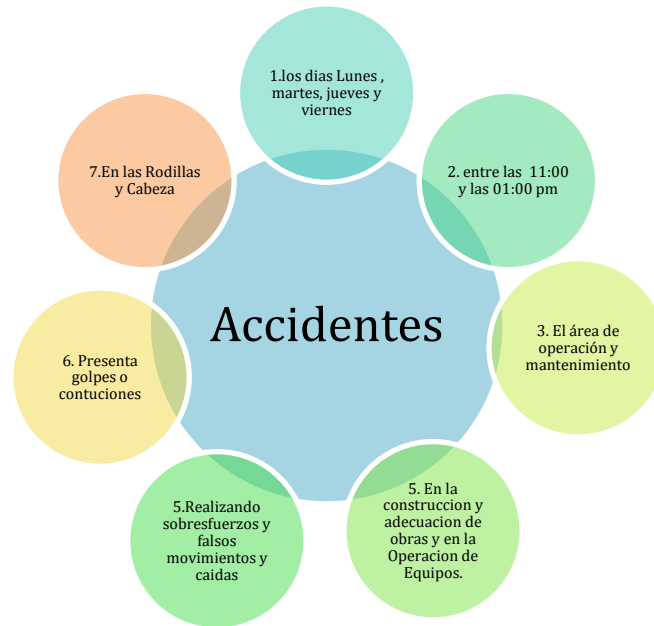 1.los dias Lunes ,
martes, jueves y
viernes
2. entre las 11:00
y las 01:00 pm
3. El área de
operación y
mantenimiento
5. En la
construccion y
adecuacion de
obras y en la
Operacion de
Equipos.
5.Realizando
sobresfuerzos y
falsos
movimientos y
caidas
6. Presenta
golpes o
contuciones
7.En las Rodillas
y Cabeza
Accidentes